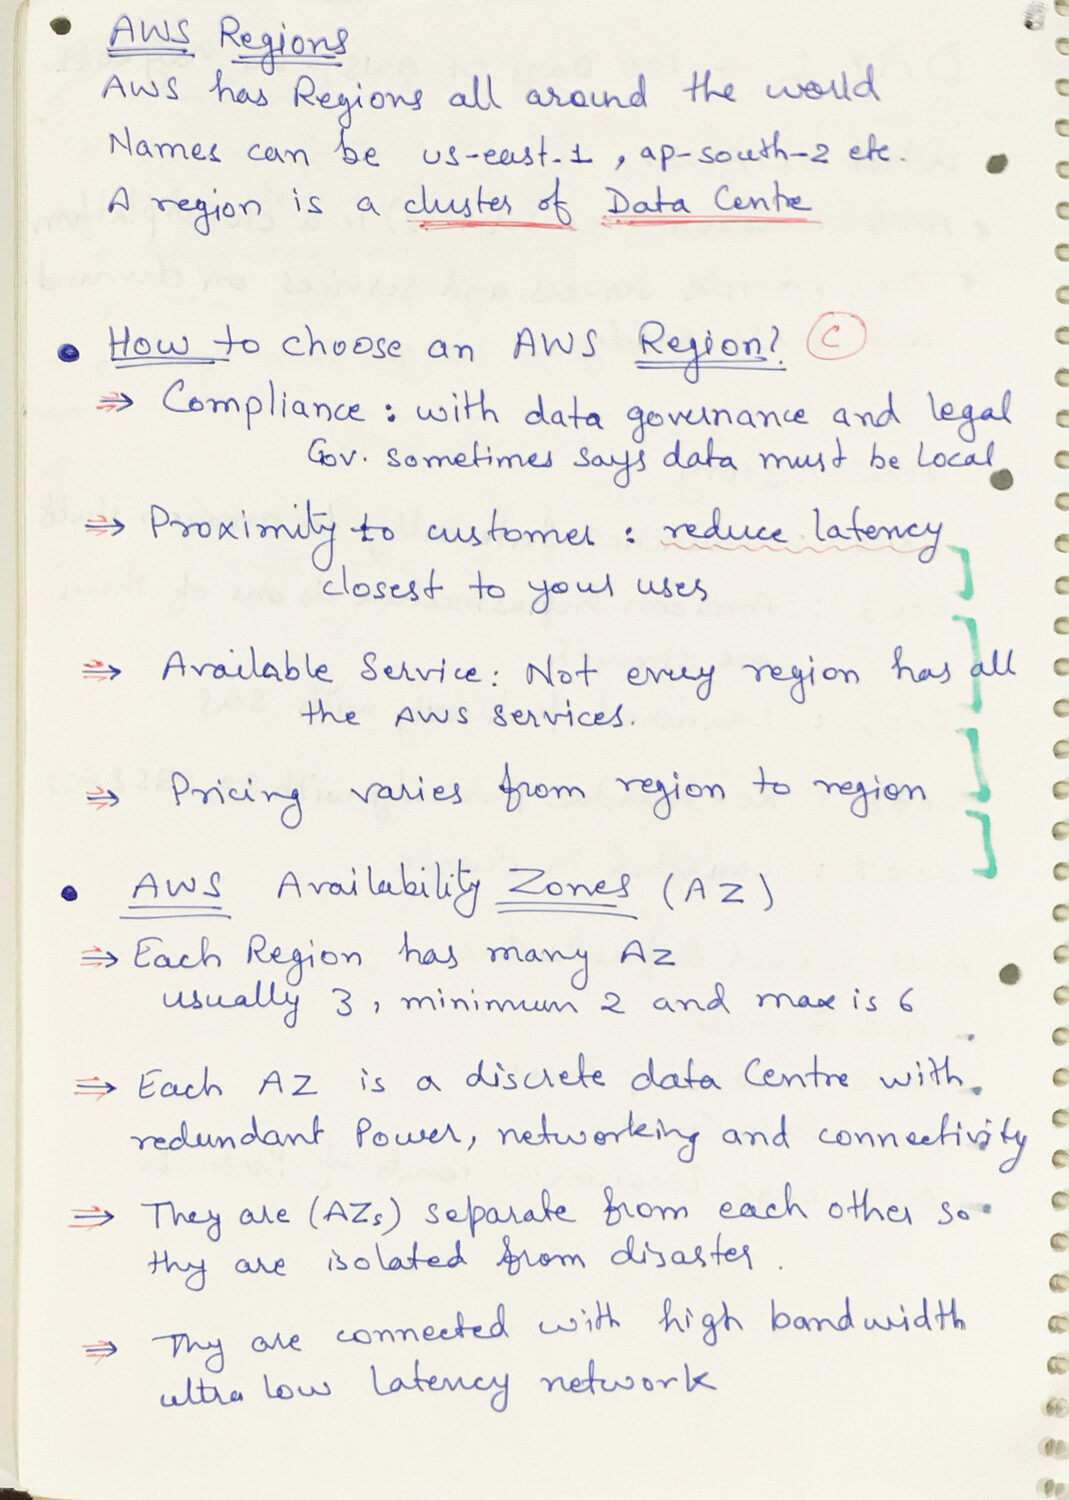 AWS Regions
AWS has Regions all around the world
Names can be us-east-1, ap-south-2 etc.
A region is a cluster of Data Centre
• How to choose an AWS Region? C
⇒ Compliance: with data governance and legal
Gov. sometimes says data must be local
⇒ Proximity to customer: reduce latency
closest to your uses
⇒ Available Service: Not every region has all
the AWS services.
⇒ Pricing varies from region to region
• AWS Availability Zones (AZ)
⇒ Each Region has many AZ
usually 3, minimum 2 and max is 6
⇒ Each AZ is a discrete data Centre with
redundant Power, networking and connectivity
⇒ They are (AZs) separate from each other so
thy are isolated from disaster.
⇒ Thy are connected with high bandwidth
ultra low latency network